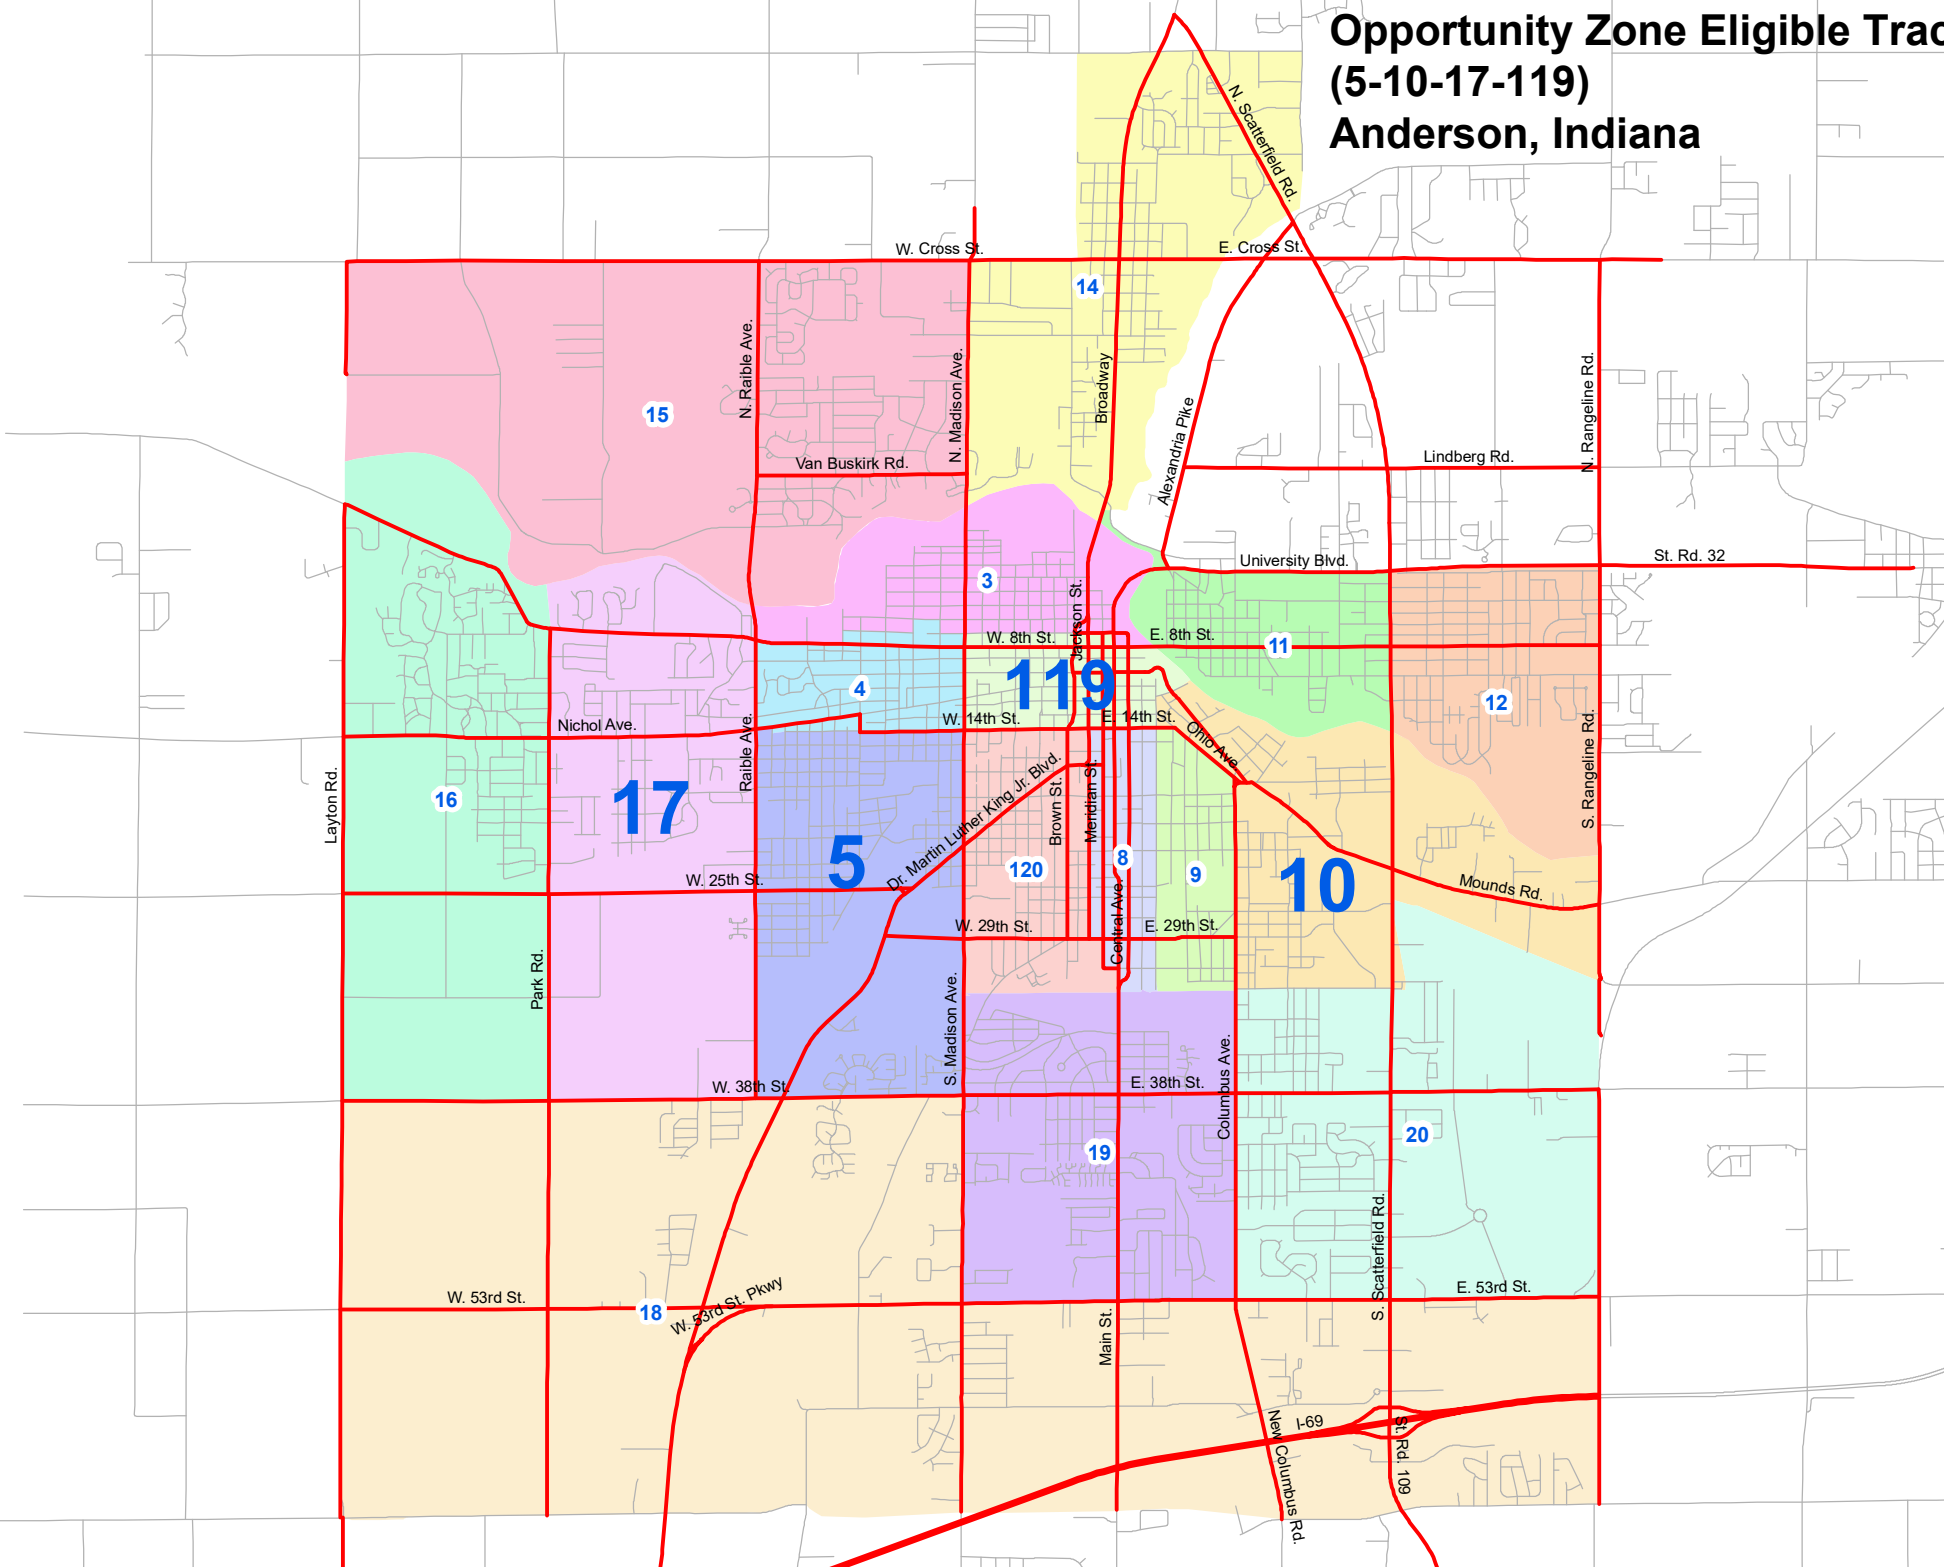 Opportunity Zone Eligible Trac
(5-10-17-119)
Anderson, Indiana
N. Scatterfield Rd.
W. Cross St.
E. Cross St.
14
N. Raible Ave.
N. Madison Ave.
Broadway
Alexandria Pike
N. Rangeline Rd.
15
Van Buskirk Rd.
Lindberg Rd.
University Blvd.
St. Rd. 32
3
Jackson St.
W. 8th St.
E. 8th St.
11
119
4
12
W. 14th St.
E. 14th St.
Nichol Ave.
Ohio Ave.
Raible Ave.
S. Rangeline Rd.
Layton Rd.
16
17
5
Dr. Martin Luther King Jr. Blvd.
Brown St.
Meridian St.
120
8
9
10
W. 25th St.
Mounds Rd.
Central Ave.
W. 29th St.
E. 29th St.
Park Rd.
S. Madison Ave.
Columbus Ave.
W. 38th St.
E. 38th St.
19
20
S. Scatterfield Rd.
W. 53rd St.
18
W. 53rd St. Pkwy
E. 53rd St.
Main St.
I-69
New Columbus Rd.
St. Rd. 109